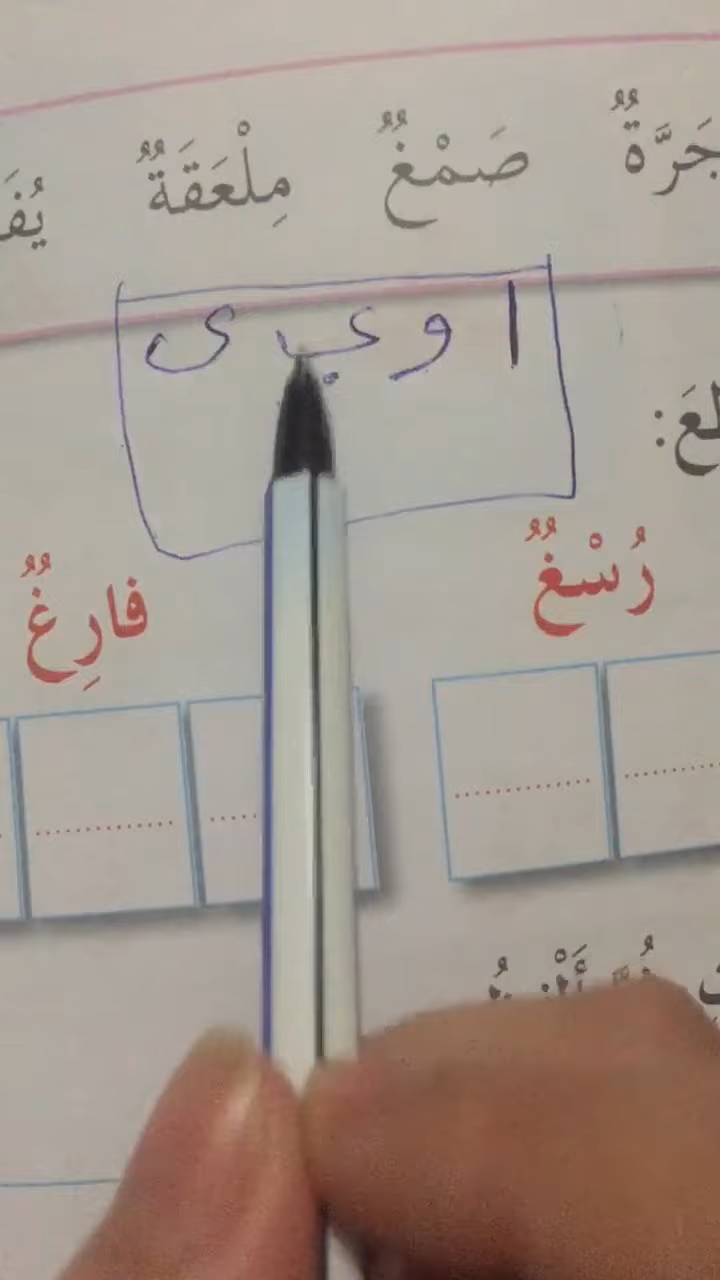 جَرَّةٌ صَمْغٌ مِلْعَقَةٌ
ا و ي ى
رُسْغٌ فارِغٌ